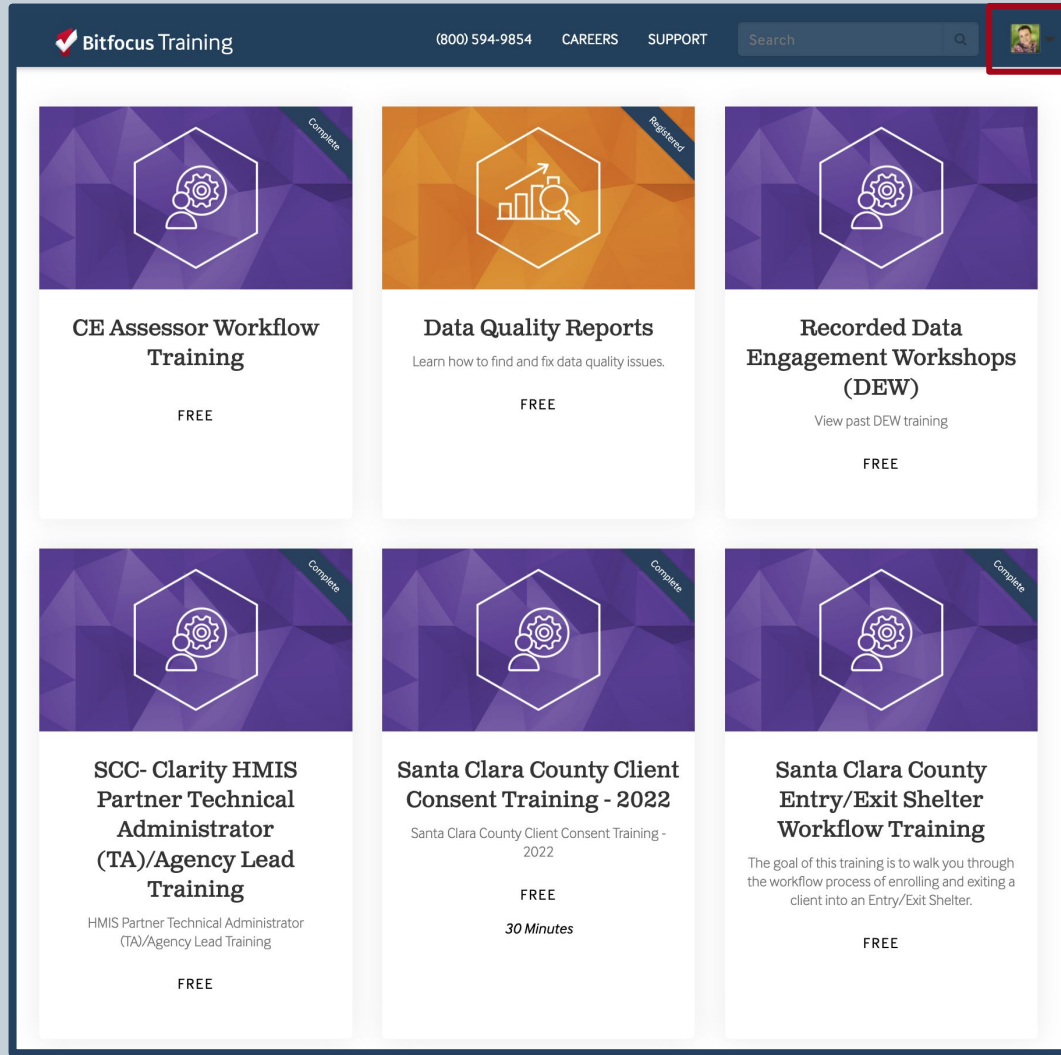 Bitfocus Training
(800) 594-9854 CAREERS SUPPORT Search
Complete
CE Assessor Workflow
Training
FREE
Registered
Data Quality Reports
Learn how to find and fix data quality issues.
FREE
Recorded Data
Engagement Workshops
(DEW)
View past DEW training
FREE
Complete
SCC- Clarity HMIS
Partner Technical
Administrator
(TA)/Agency Lead
Training
HMIS Partner Technical Administrator
(TA)/Agency Lead Training
FREE
Complete
Santa Clara County Client
Consent Training - 2022
Santa Clara County Client Consent Training -
2022
FREE
30 Minutes
Complete
Santa Clara County
Entry/Exit Shelter
Workflow Training
The goal of this training is to walk you through
the workflow process of enrolling and exiting a
client into an Entry/Exit Shelter.
FREE